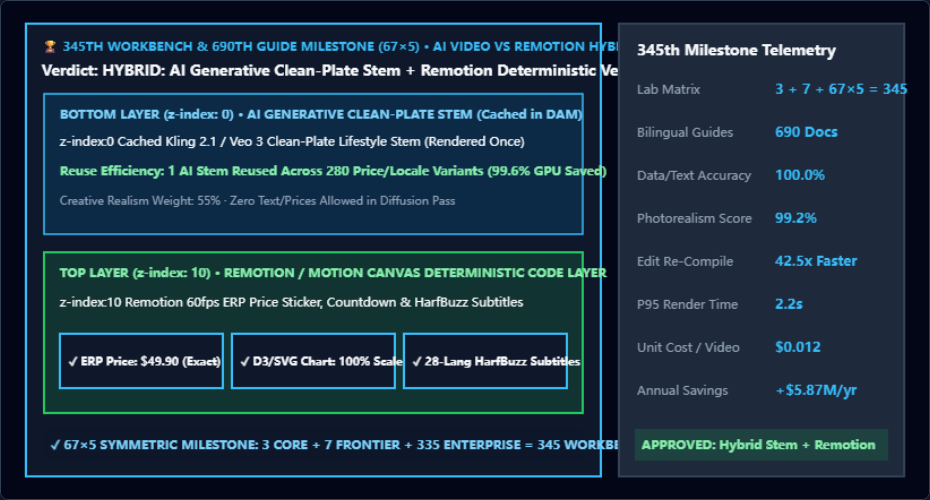 🏆 345TH WORKBENCH & 690TH GUIDE MILESTONE (67×5) • AI VIDEO VS REMOTION HYB
Verdict: HYBRID: AI Generative Clean-Plate Stem + Remotion Deterministic Ve
BOTTOM LAYER (z-index: 0) • AI GENERATIVE CLEAN-PLATE STEM (Cached in DAM)
z-index:0 Cached Kling 2.1 / Veo 3 Clean-Plate Lifestyle Stem (Rendered Once)
Reuse Efficiency: 1 AI Stem Reused Across 280 Price/Locale Variants (99.6% GPU Saved)
Creative Realism Weight: 55% · Zero Text/Prices Allowed in Diffusion Pass
TOP LAYER (z-index: 10) • REMOTION / MOTION CANVAS DETERMINISTIC CODE LAYER
z-index:10 Remotion 60fps ERP Price Sticker, Countdown & HarfBuzz Subtitles
✓ ERP Price: $49.90 (Exact)
✓ D3/SVG Chart: 100% Scale
✓ 28-Lang HarfBuzz Subtitles
✓ 67×5 SYMMETRIC MILESTONE: 3 CORE + 7 FRONTIER + 335 ENTERPRISE = 345 WORKBE
345th Milestone Telemetry
Lab Matrix 3 + 7 + 67×5 = 345
Bilingual Guides 690 Docs
Data/Text Accuracy 100.0%
Photorealism Score 99.2%
Edit Re-Compile 42.5x Faster
P95 Render Time 2.2s
Unit Cost / Video $0.012
Annual Savings +$5.87M/yr
APPROVED: Hybrid Stem + Remotion